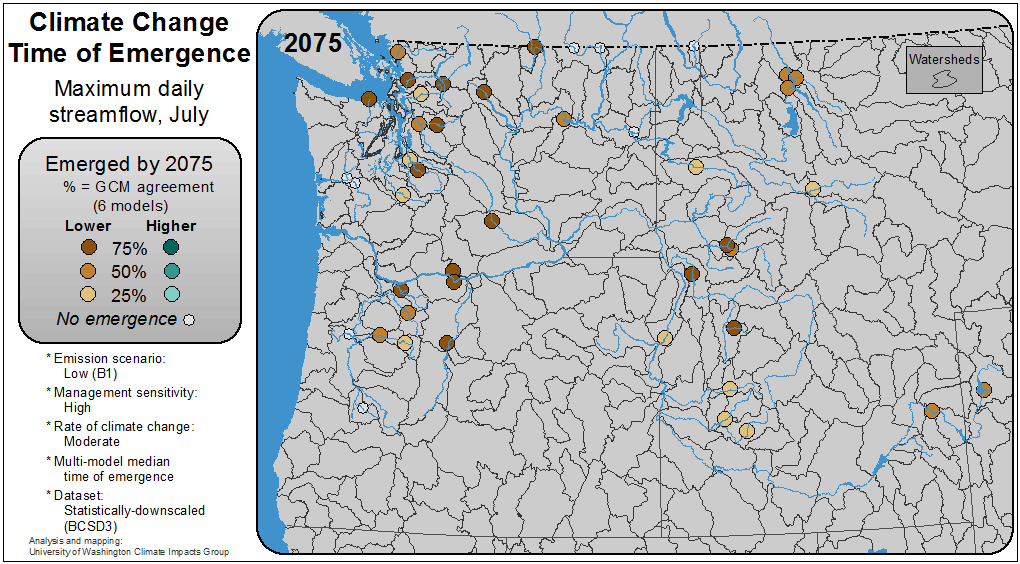 Climate Change
Time of Emergence
Maximum daily
streamflow, July
Emerged by 2075
% = GCM agreement
(6 models)
Lower Higher
75%
50%
25%
No emergence
* Emission scenario:
Low (B1)
* Management sensitivity:
High
* Rate of climate change:
Moderate
* Multi-model median
time of emergence
* Dataset:
Statistically-downscaled
(BCSD3)
Analysis and mapping:
University of Washington Climate Impacts Group
2075
Watersheds